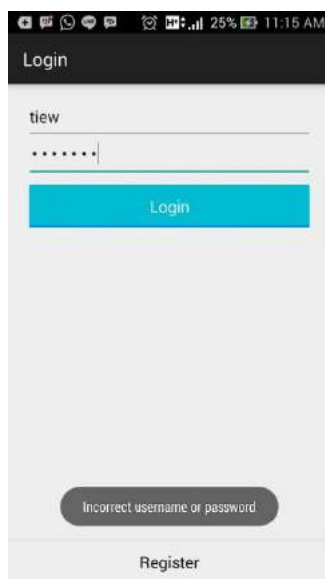 25% 11:15 AM
Login
tiew
•••••••
Login
Incorrect username or password
Register